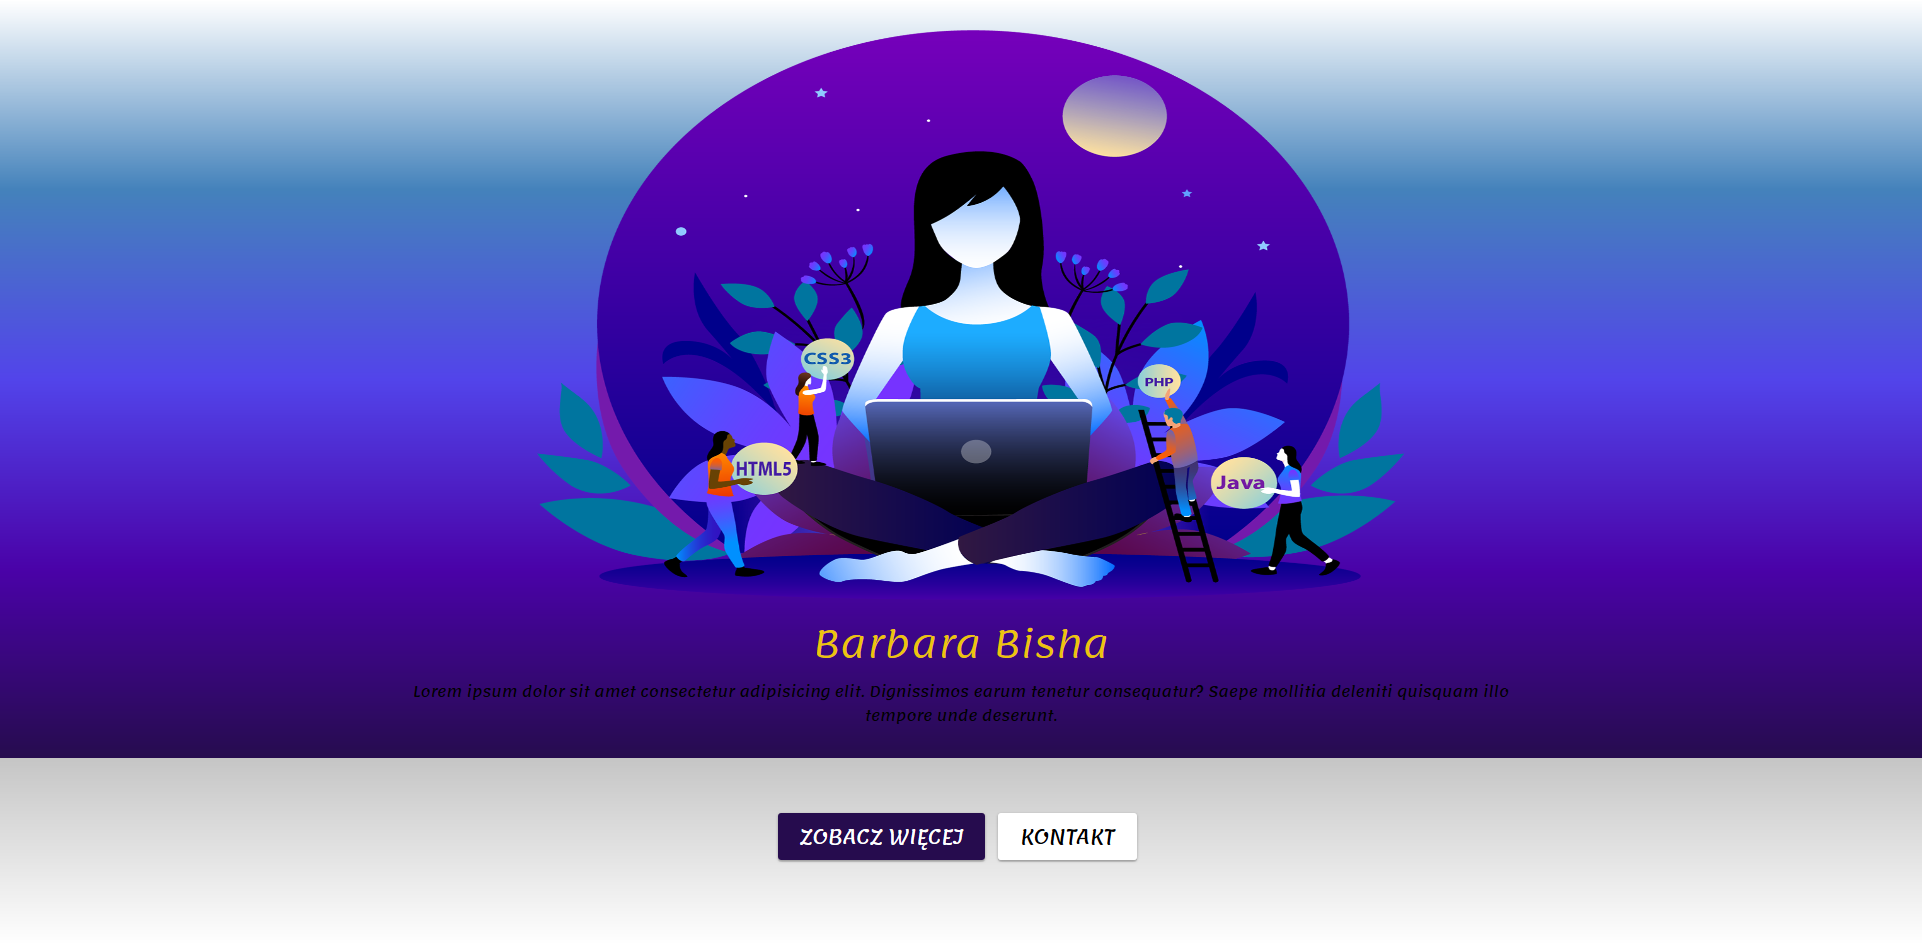 CSS3
PHP
HTML5
Java
Barbara Bisha
Lorem ipsum dolor sit amet consectetur adipisicing elit. Dignissimos earum tenetur consequatur? Saepe mollitia deleniti quisquam illo
tempore unde deserunt.
ZOBACZ WIĘCEJ
KONTAKT